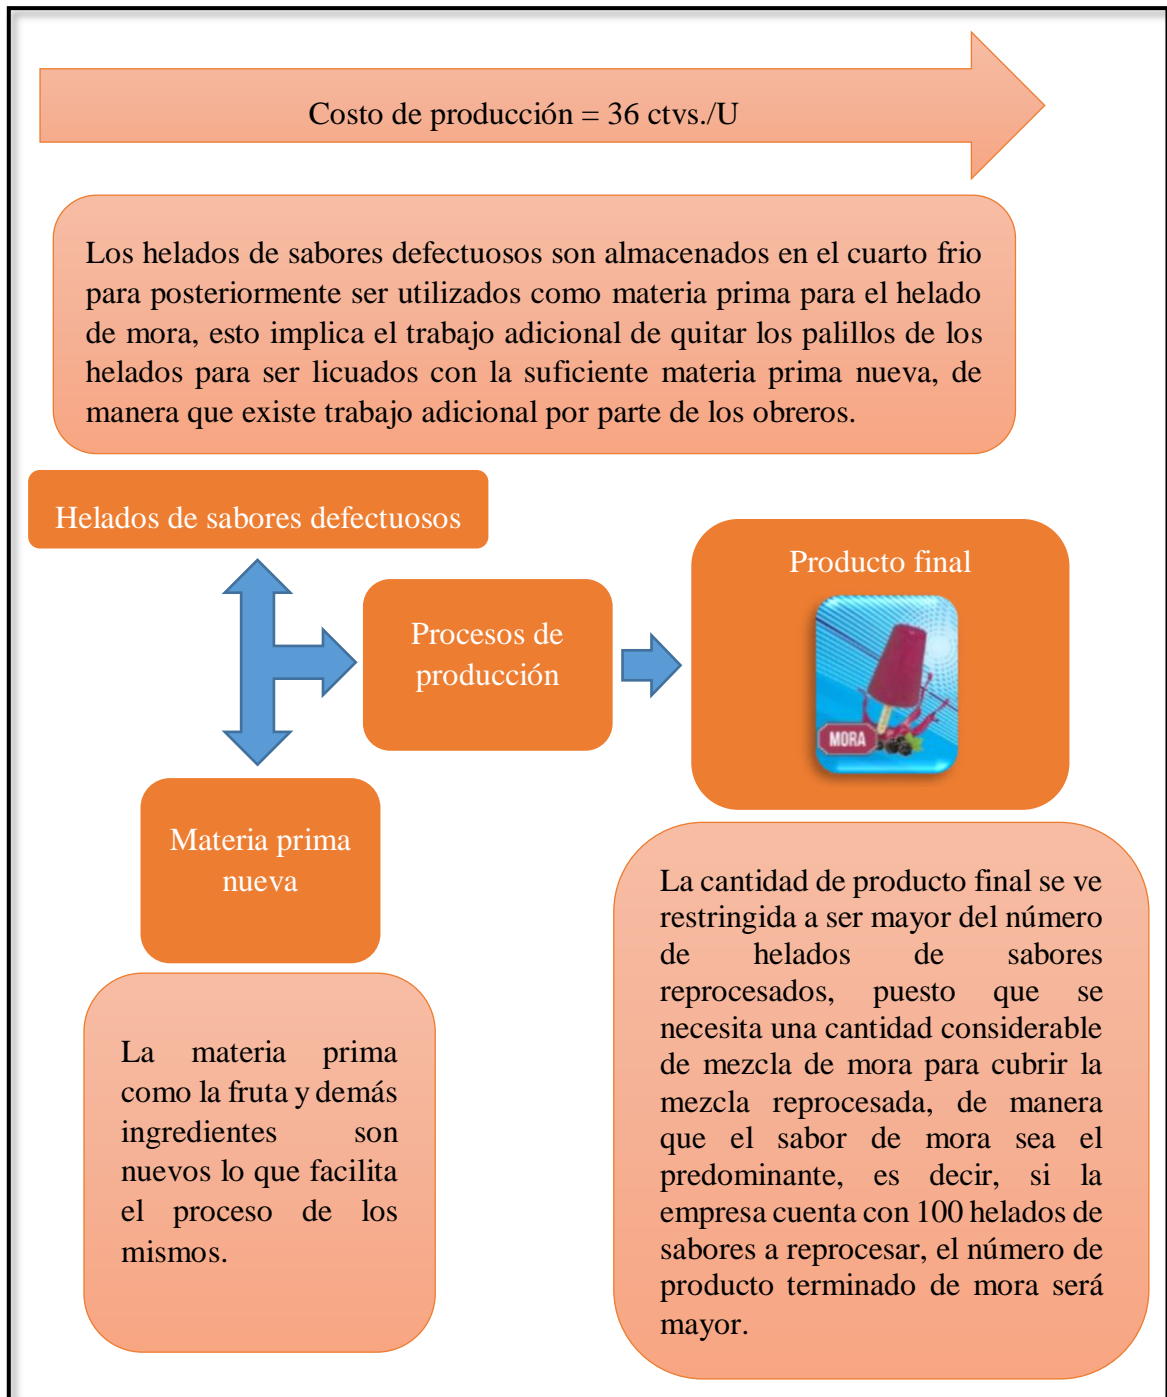 Costo de producción = 36 ctvs./U
Los helados de sabores defectuosos son almacenados en el cuarto frio
para posteriormente ser utilizados como materia prima para el helado
de mora, esto implica el trabajo adicional de quitar los palillos de los
helados para ser licuados con la suficiente materia prima nueva, de
manera que existe trabajo adicional por parte de los obreros.
Helados de sabores defectuosos
Procesos de
producción
Producto final
MORA
Materia prima
nueva
La materia prima
como la fruta y demás
ingredientes son
nuevos lo que facilita
el proceso de los
mismos.
La cantidad de producto final se ve
restringida a ser mayor del número
de helados de sabores
reprocesados, puesto que se
necesita una cantidad considerable
de mezcla de mora para cubrir la
mezcla reprocesada, de manera
que el sabor de mora sea el
predominante, es decir, si la
empresa cuenta con 100 helados de
sabores a reprocesar, el número de
producto terminado de mora será
mayor.